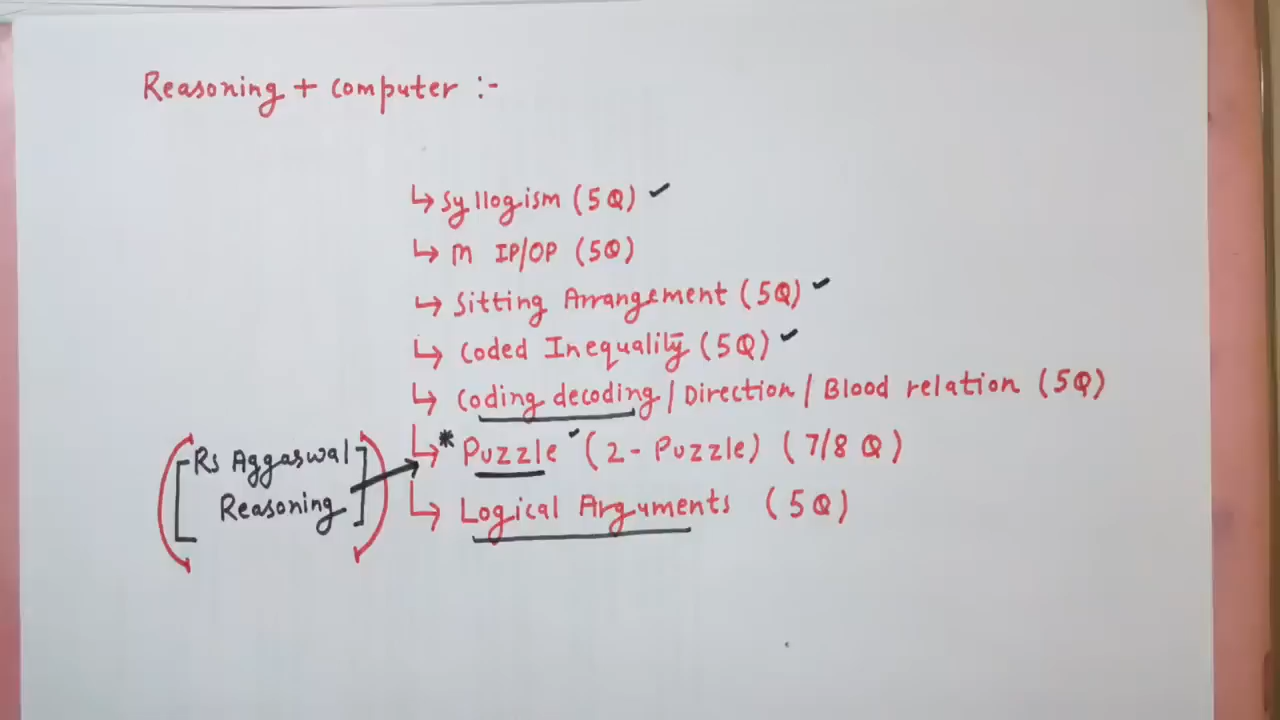 Reasoning + computer :-
↳ Syllogism (5Q) ✓
↳ M IP/OP (5Q)
↳ Sitting Arrangement (5Q) ✓
↳ Coded Inequality (5Q) ✓
↳ Coding decoding / Direction / Blood relation (5Q)
↳ * Puzzle ✓ (2- Puzzle) (7/8 Q)
↳ Logical Arguments (5Q)
Rs Aggaswal
Reasoning